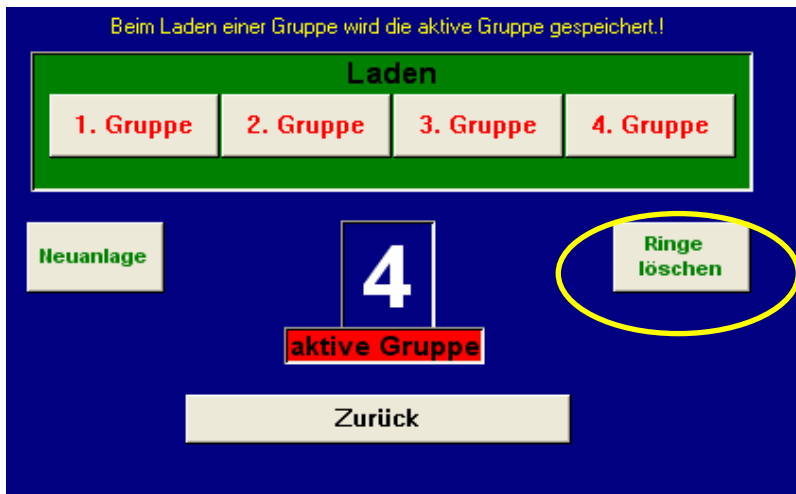 Beim Laden einer Gruppe wird die aktive Gruppe gespeichert.!
Laden
1. Gruppe 2. Gruppe 3. Gruppe 4. Gruppe
Neuanlage
4
aktive Gruppe
Ringe
löschen
Zurück